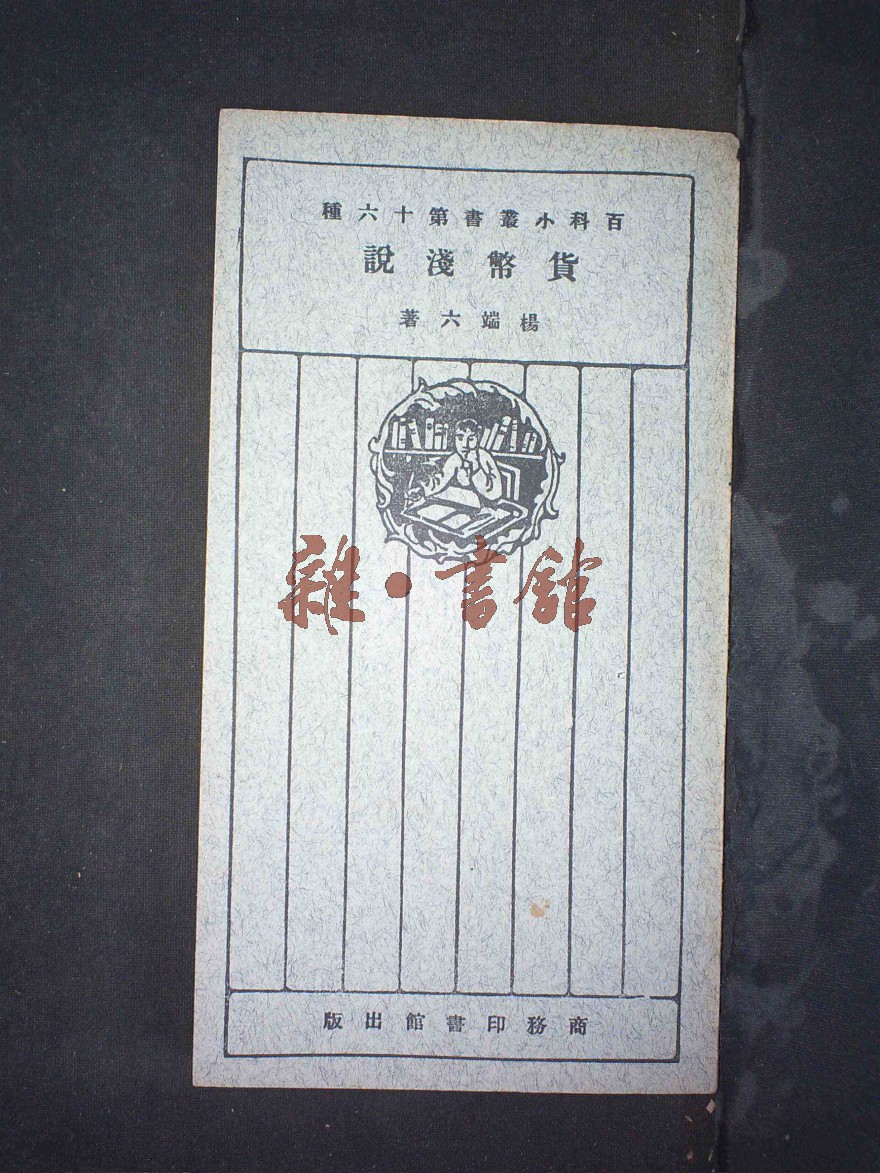 百科小叢書第十六種
貨幣淺說
楊端六著
雜·書館
商務印書館出版